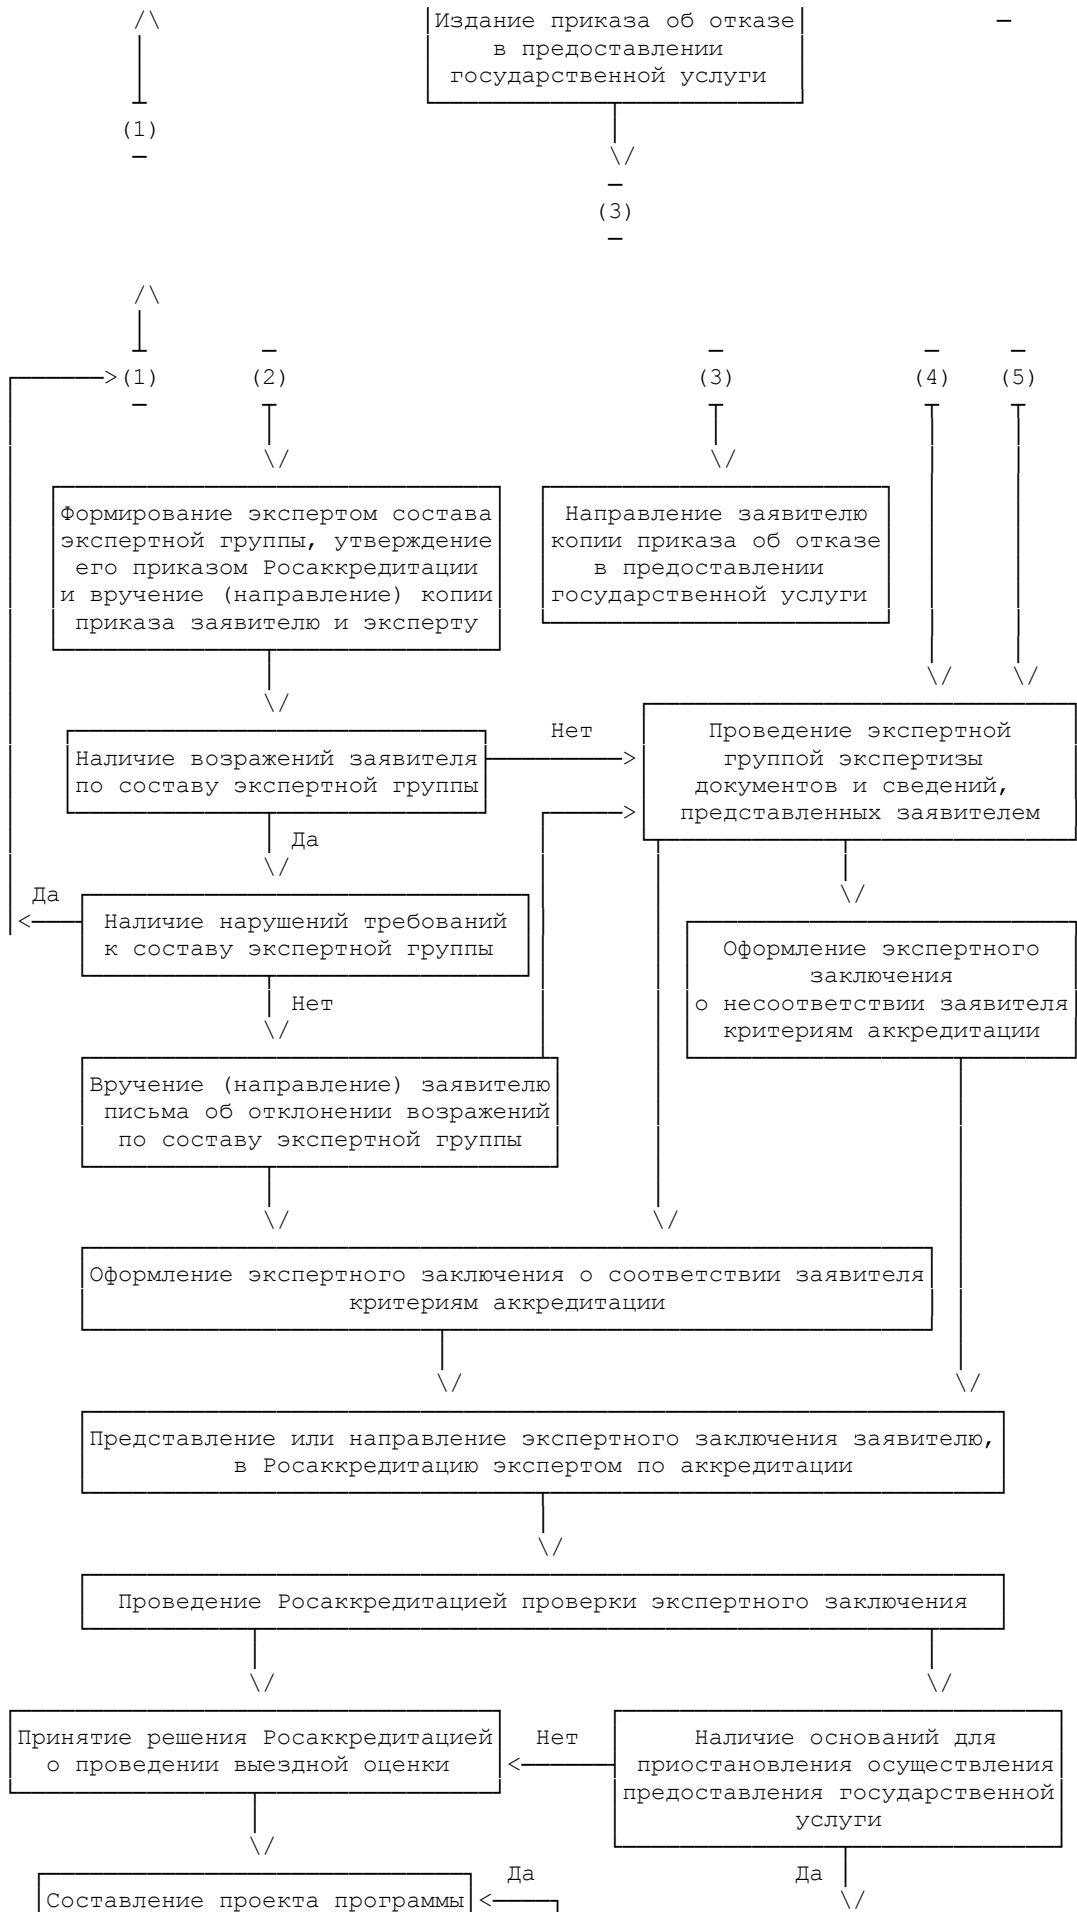 Издание приказа об отказе
в предоставлении
государственной услуги
(1)
(3)
(1) (2) (3) (4) (5)
Формирование экспертом состава
экспертной группы, утверждение
его приказом Росаккредитации
и вручение (направление) копии
приказа заявителю и эксперту
Направление заявителю
копии приказа об отказе
в предоставлении
государственной услуги
Наличие возражений заявителя
по составу экспертной группы
Нет
Проведение экспертной
группой экспертизы
документов и сведений,
представленных заявителем
Да
Да
Наличие нарушений требований
к составу экспертной группы
Оформление экспертного
заключения
о несоответствии заявителя
критериям аккредитации
Нет
Вручение (направление) заявителю
письма об отклонении возражений
по составу экспертной группы
Оформление экспертного заключения о соответствии заявителя
критериям аккредитации
Представление или направление экспертного заключения заявителю,
в Росаккредитацию экспертом по аккредитации
Проведение Росаккредитацией проверки экспертного заключения
Принятие решения Росаккредитацией
о проведении выездной оценки
Нет
Наличие оснований для
приостановления осуществления
предоставления государственной
услуги
Да
Да
Составление проекта программы